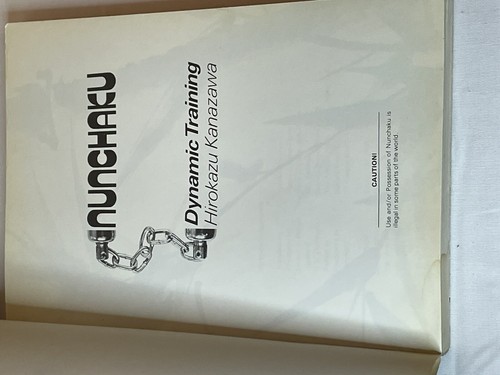 NUNCHAKU
Dynamic Training
Hirokazu Kanazawa
CAUTION!
Use and/or Possession of Nunchaku is
illegal in some parts of the world